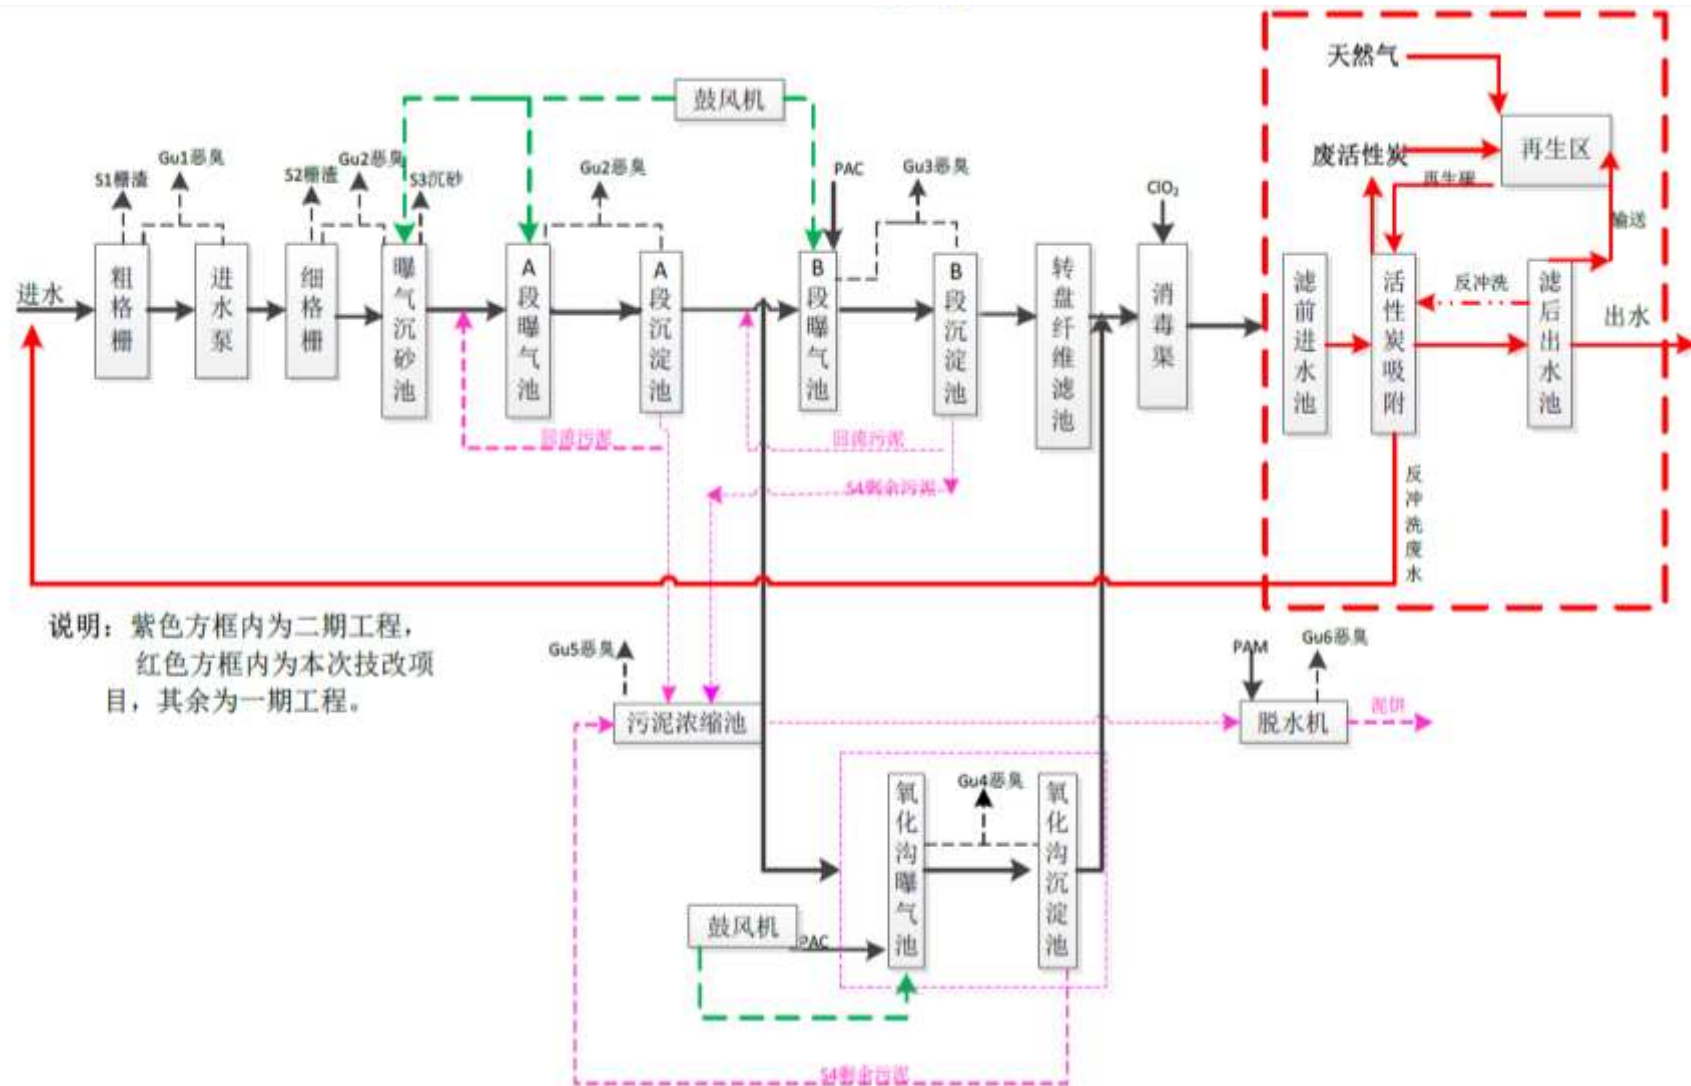 天然气
鼓风机
再生区
废活性炭
Gu1恶臭
Gu2恶臭
S1栅渣
S2栅渣
S3沉砂
Gu2恶臭
PAC
Gu3恶臭
ClO₂
再生碳
输送
进水
粗格栅
进水泵
细格栅
曝气沉砂池
A段曝气池
A段沉淀池
B段曝气池
B段沉淀池
转盘纤维滤池
消毒渠
滤前进水池
活性炭吸附
反冲洗
滤后出水池
出水
回流污泥
回流污泥
S4剩余污泥
反冲洗废水
说明：紫色方框内为二期工程，
红色方框内为本次技改项
目，其余为一期工程。
Gu5恶臭
PAM
Gu6恶臭
污泥浓缩池
脱水机
泥饼
Gu4恶臭
氧化沟曝气池
氧化沟沉淀池
鼓风机
PAC
S4剩余污泥